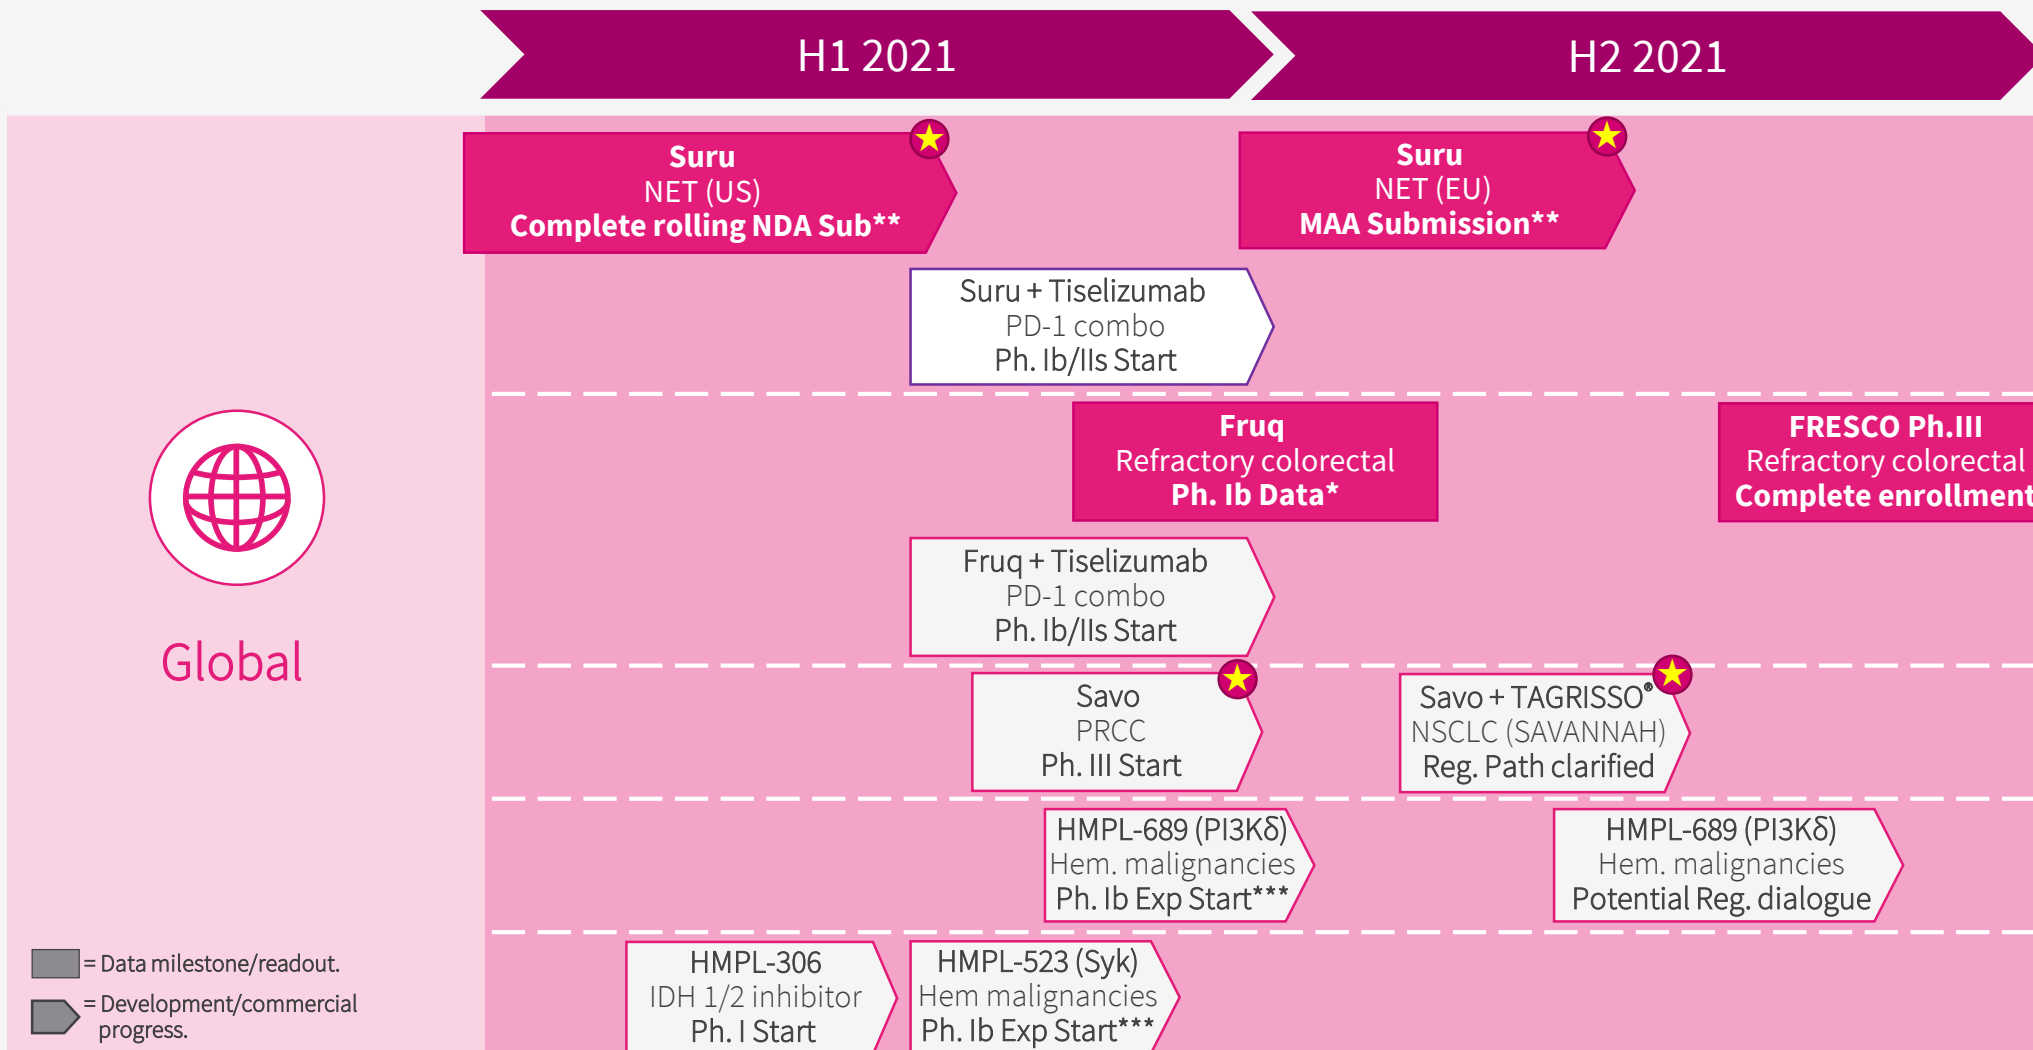 H1 2021
H2 2021
Suru
NET (US)
Complete rolling NDA Sub**
Suru
NET (EU)
MAA Submission**
Suru + Tiselizumab
PD-1 combo
Ph. Ib/IIs Start
Fruq
Refractory colorectal
Ph. Ib Data*
FRESCO Ph.III
Refractory colorectal
Complete enrollment
Fruq + Tiselizumab
PD-1 combo
Ph. Ib/IIs Start
Global
Savo
PRCC
Ph. III Start
Savo + TAGRISSO®
NSCLC (SAVANNAH)
Reg. Path clarified
HMPL-689 (PI3Kδ)
Hem. malignancies
Ph. Ib Exp Start***
HMPL-689 (PI3Kδ)
Hem. malignancies
Potential Reg. dialogue
HMPL-306
IDH 1/2 inhibitor
Ph. I Start
HMPL-523 (Syk)
Hem malignancies
Ph. Ib Exp Start***
= Data milestone/readout.
= Development/commercial
progress.